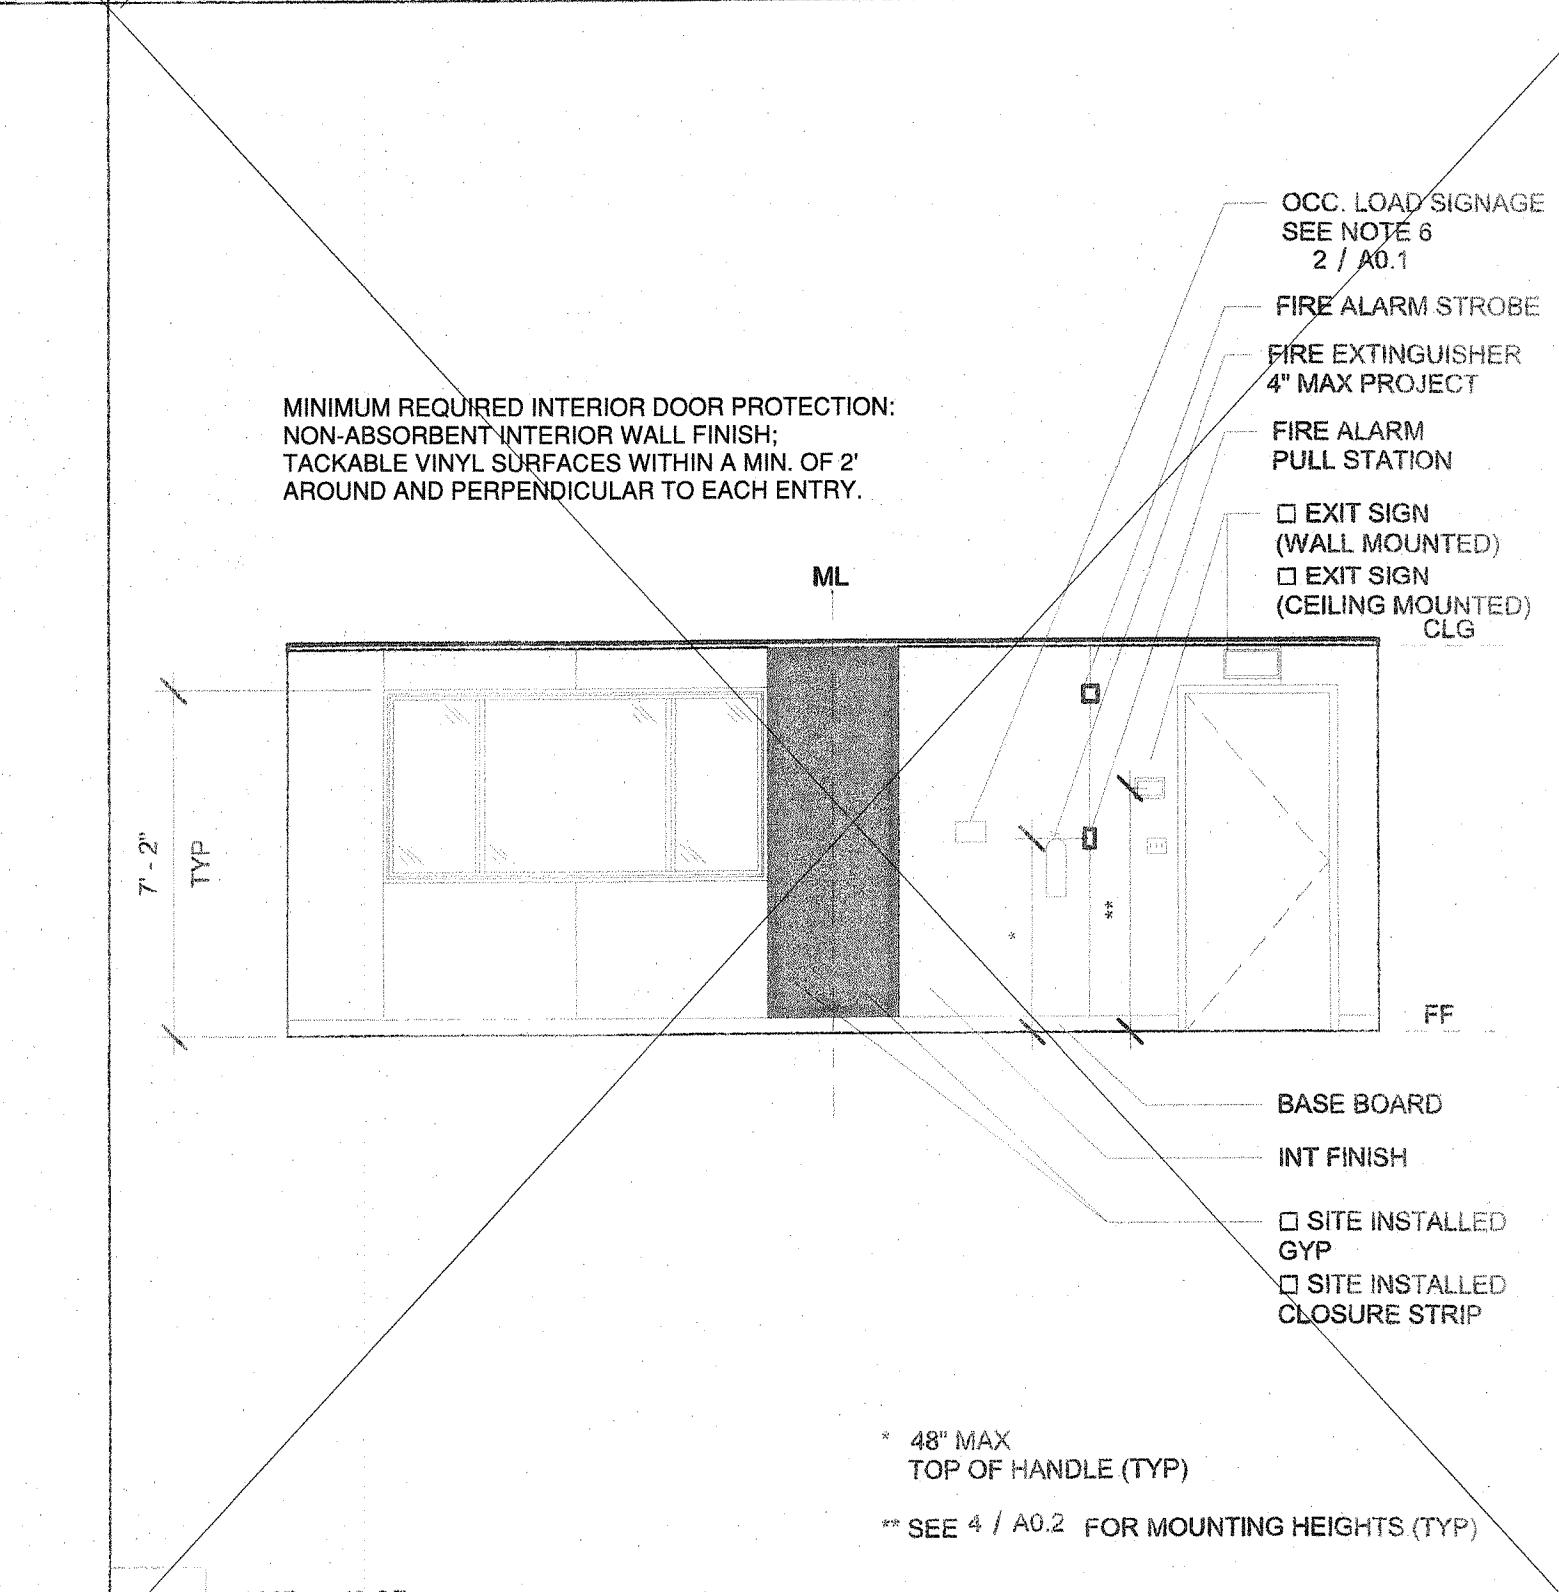 OCC. LOAD SIGNAGE
SEE NOTE 6
2 / A0.1
FIRE ALARM STROBE
FIRE EXTINGUISHER
4" MAX PROJECT
FIRE ALARM
PULL STATION
☐ EXIT SIGN
(WALL MOUNTED)
☐ EXIT SIGN
(CEILING MOUNTED)
CLG
MINIMUM REQUIRED INTERIOR DOOR PROTECTION:
NON-ABSORBENT INTERIOR WALL FINISH;
TACKABLE VINYL SURFACES WITHIN A MIN. OF 2'
AROUND AND PERPENDICULAR TO EACH ENTRY.
ML
7' - 2"
TYP
*
**
FF
BASE BOARD
INT FINISH
☐ SITE INSTALLED
GYP
☐ SITE INSTALLED
CLOSURE STRIP
* 48" MAX
TOP OF HANDLE (TYP)
** SEE 4 / A0.2 FOR MOUNTING HEIGHTS (TYP)